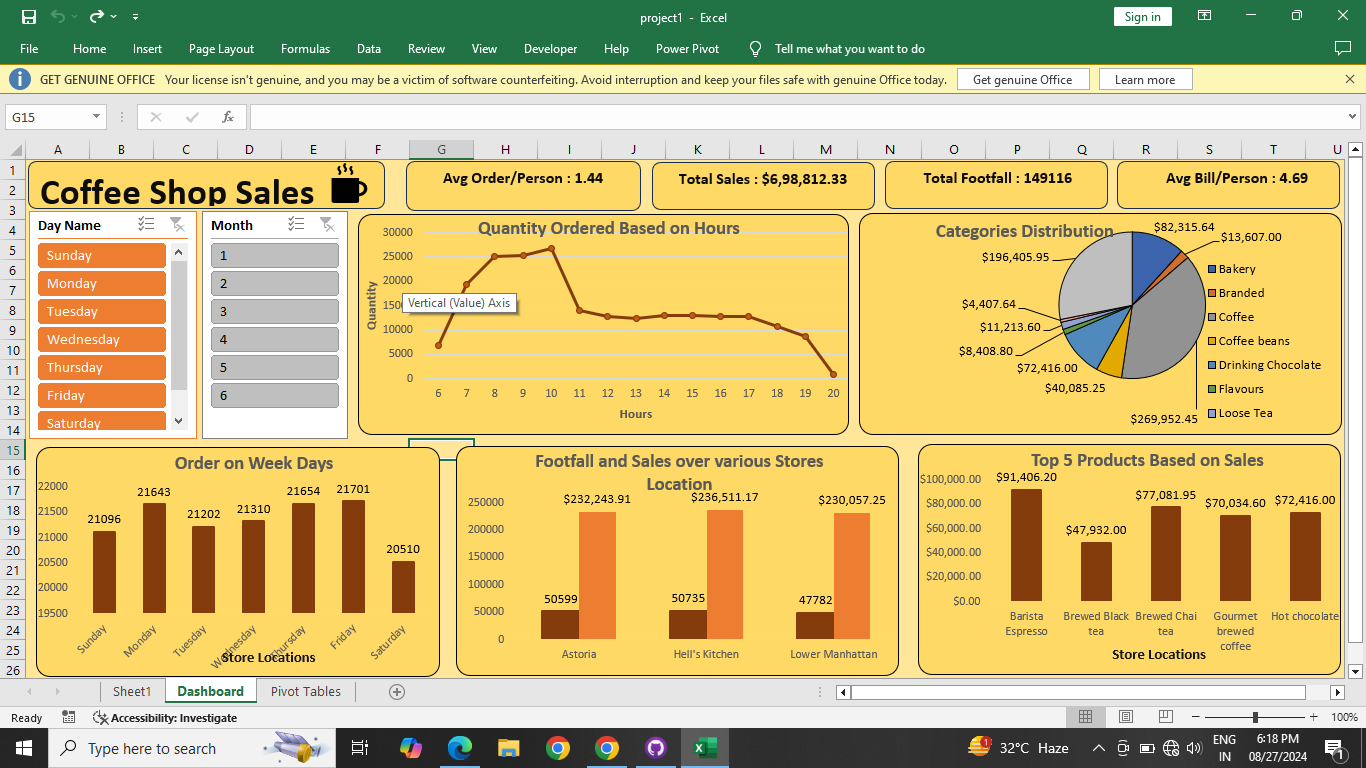 project1 - Excel
Sign in
File Home Insert Page Layout Formulas Data Review View Developer Help Power Pivot Tell me what you want to do
GET GENUINE OFFICE Your license isn't genuine, and you may be a victim of software counterfeiting. Avoid interruption and keep your files safe with genuine Office today. Get genuine Office Learn more
G15 fx
A B C D E F G H I J K L M N O P Q R S T U
1
2
3
4
5
6
7
8
9
10
11
12
13
14
15
16
17
18
19
20
21
22
23
24
25
26
Coffee Shop Sales
Avg Order/Person : 1.44
Total Sales : $6,98,812.33
Total Footfall : 149116
Avg Bill/Person : 4.69
Day Name
Sunday
Monday
Tuesday
Wednesday
Thursday
Friday
Saturday
Month
1
2
3
4
5
6
Quantity Ordered Based on Hours
Quantity
30000
25000
20000
150
10000
5000
0
Vertical (Value) Axis
6 7 8 9 10 11 12 13 14 15 16 17 18 19 20
Hours
Categories Distribution
$82,315.64
$13,607.00
$196,405.95
$4,407.64
$11,213.60
$8,408.80
$72,416.00
$40,085.25
$269,952.45
Bakery
Branded
Coffee
Coffee beans
Drinking Chocolate
Flavours
Loose Tea
Order on Week Days
22000
21500
21000
20500
20000
19500
21096 21643 21202 21310 21654 21701 20510
Sunday Monday Tuesday Wednesday Thursday Friday Saturday
Store Locations
Footfall and Sales over various Stores
Location
250000
200000
150000
100000
50000
0
$232,243.91 $236,511.17 $230,057.25
50599 50735 47782
Astoria Hell's Kitchen Lower Manhattan
Top 5 Products Based on Sales
$100,000.00
$80,000.00
$60,000.00
$40,000.00
$20,000.00
$0.00
$91,406.20 $47,932.00 $77,081.95 $70,034.60 $72,416.00
Barista Brewed Black Brewed Chai Gourmet Hot chocolate
Espresso tea tea brewed
coffee
Store Locations
Sheet1 Dashboard Pivot Tables
Ready Accessibility: Investigate 100%
Type here to search
1
32°C Haze
ENG
IN
6:18 PM
08/27/2024
1